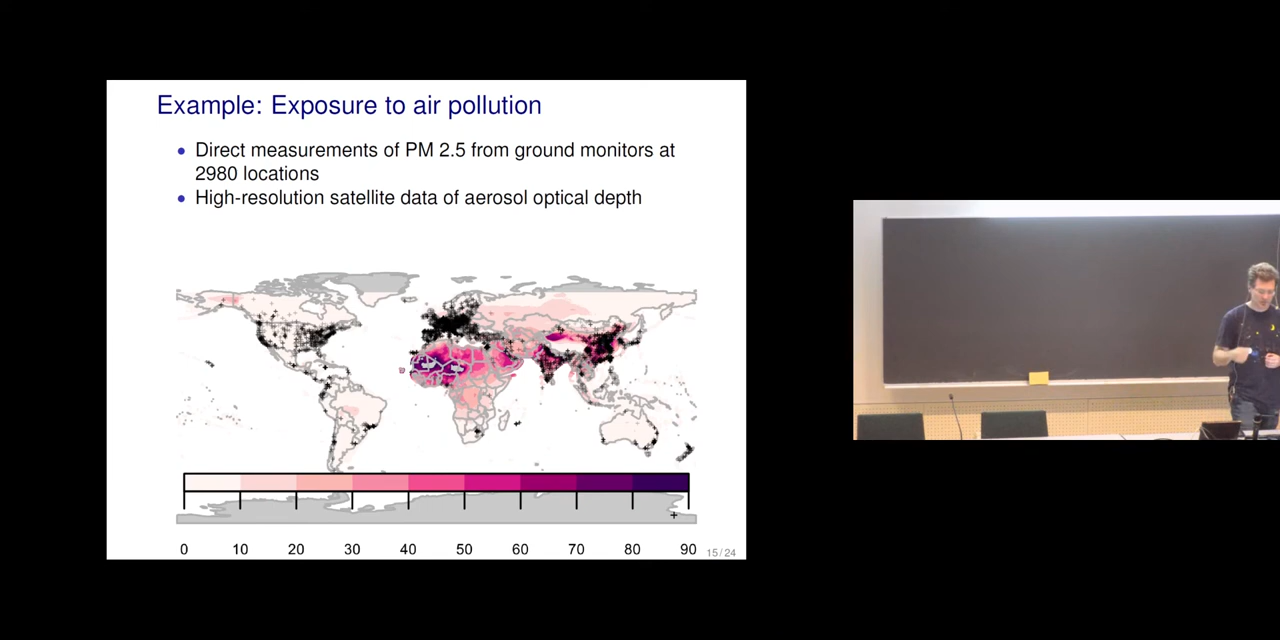 Example: Exposure to air pollution
• Direct measurements of PM 2.5 from ground monitors at
2980 locations
• High-resolution satellite data of aerosol optical depth
0 10 20 30 40 50 60 70 80 90
15 / 24